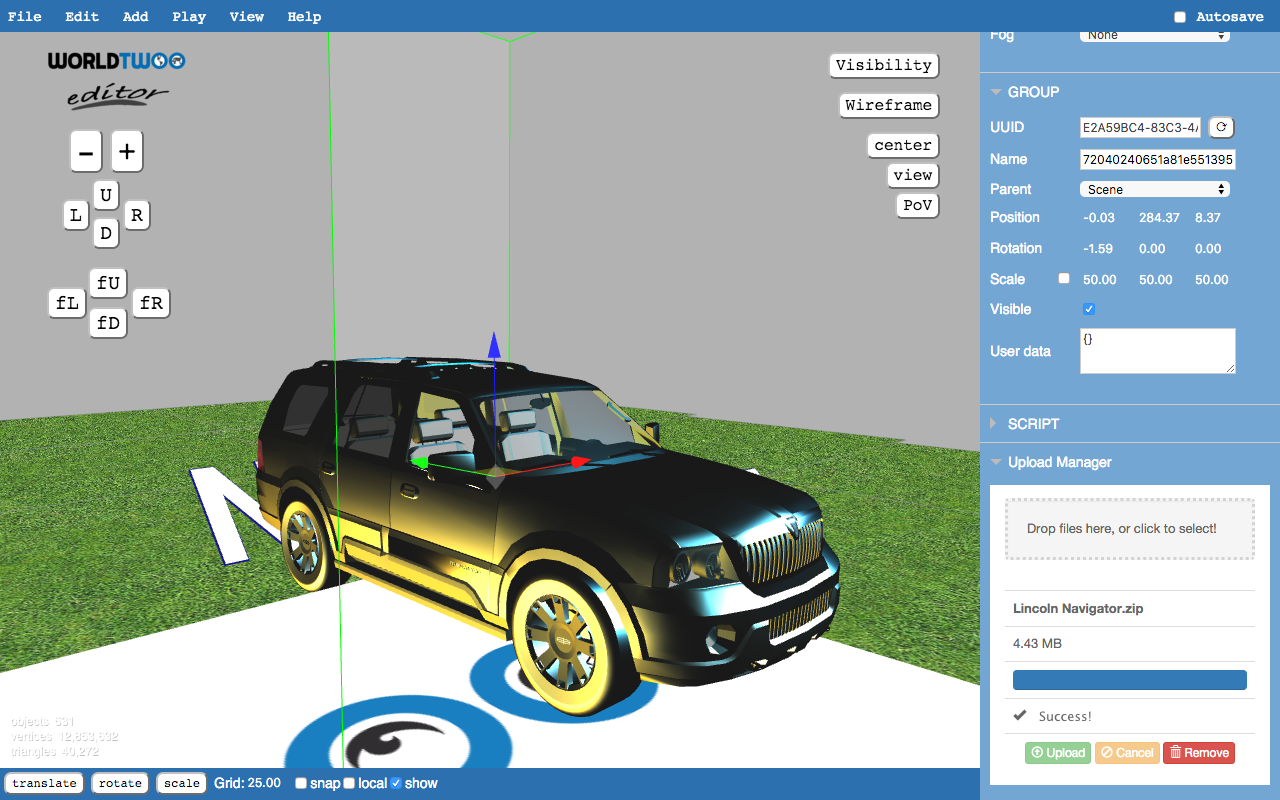 File Edit Add Play View Help Autosave
WORLDTWOO
editor
− +
U
L R
D
fU
fL fR
fD
Visibility
Wireframe
center
view
PoV
Fog None
GROUP
UUID E2A59BC4-83C3-4
Name 72040240651a81e551395
Parent Scene
Position -0.03 284.37 8.37
Rotation -1.59 0.00 0.00
Scale 50.00 50.00 50.00
Visible
User data {}
SCRIPT
Upload Manager
Drop files here, or click to select!
Lincoln Navigator.zip
4.43 MB
Success!
Upload Cancel Remove
objects 531
vertices 12,853,632
triangles 40,272
translate rotate scale Grid: 25.00 snap local show